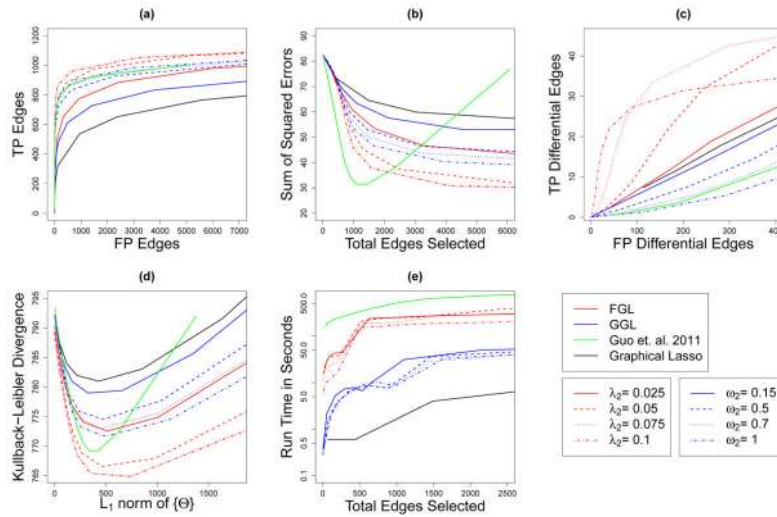 (a)
(b)
(c)
TP Edges
0 200 400 600 800 1000 1200
0 1000 2000 3000 4000 5000 6000 7000
FP Edges
Sum of Squared Errors
20 30 40 50 60 70 80 90
0 1000 2000 3000 4000 5000 6000
Total Edges Selected
TP Differential Edges
0 10 20 30 40
0 100 200 300 400
FP Differential Edges
(d)
(e)
Kullback–Leibler Divergence
765 770 775 780 785 790 795
0 500 1000 1500
L₁ norm of {Θ}
Run Time in Seconds
0.1 0.5 5.0 50.0 500.0
0 500 1000 1500 2000 2500
Total Edges Selected
FGL
GGL
Guo et. al. 2011
Graphical Lasso
λ₂= 0.025
λ₂= 0.05
λ₂= 0.075
λ₂= 0.1
ω₂= 0.15
ω₂= 0.5
ω₂= 0.7
ω₂= 1